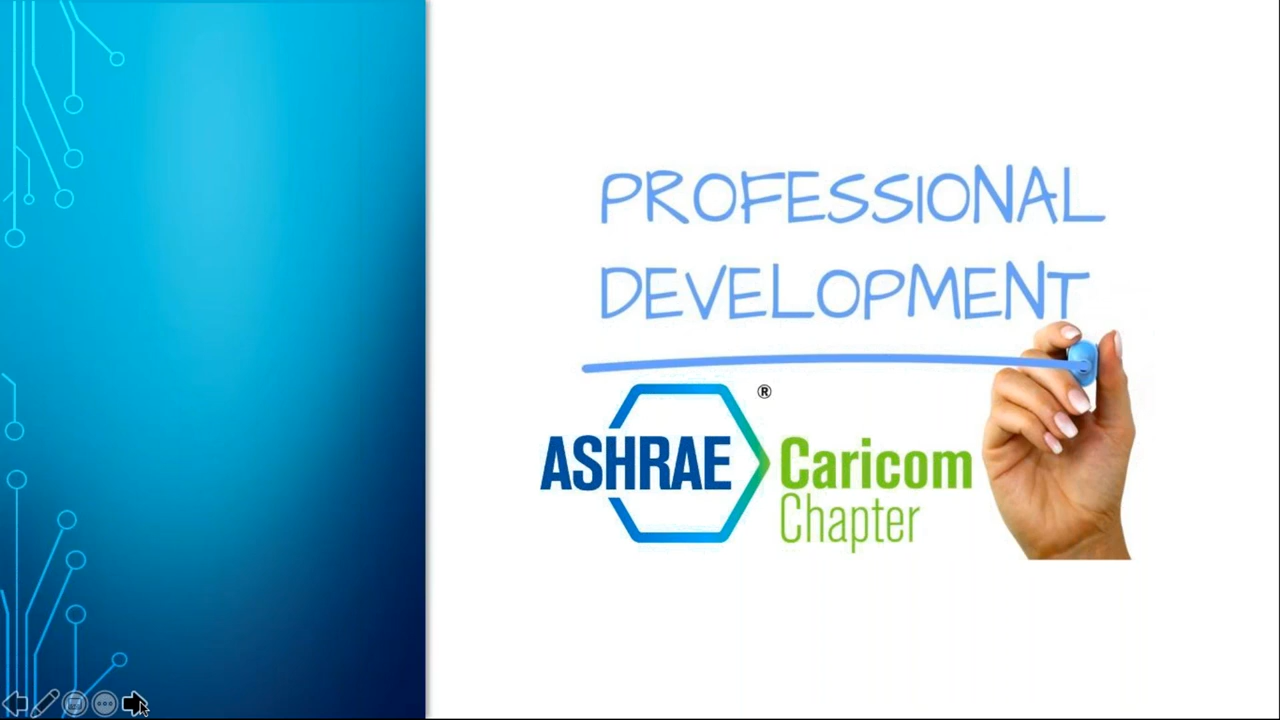 PROFESSIONAL
DEVELOPMENT
ASHRAE®
Caricom
Chapter